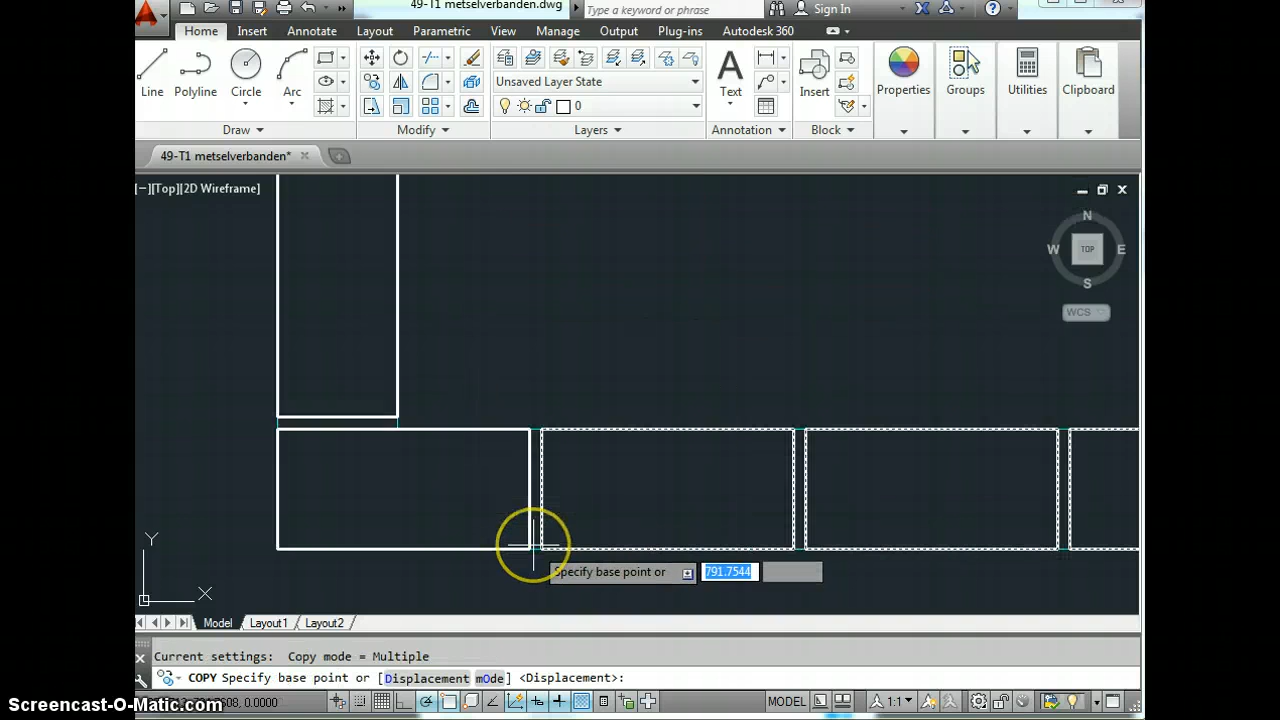 49-T1 metselverbanden.dwg
Type a keyword or phrase
Sign In
Home Insert Annotate Layout Parametric View Manage Output Plug-ins Autodesk 360
Unsaved Layer State
0
Line Polyline Circle Arc
Text Insert Properties Groups Utilities Clipboard
Draw Modify Layers Annotation Block
49-T1 metselverbanden*
[−][Top][2D Wireframe]
N
W TOP E
S
WCS
Y
X
Specify base point or 791.7544
Model Layout1 Layout2
Current settings: Copy mode = Multiple
COPY Specify base point or [Displacement mOde] <Displacement>:
MODEL 1:1
Screencast-O-Matic.com